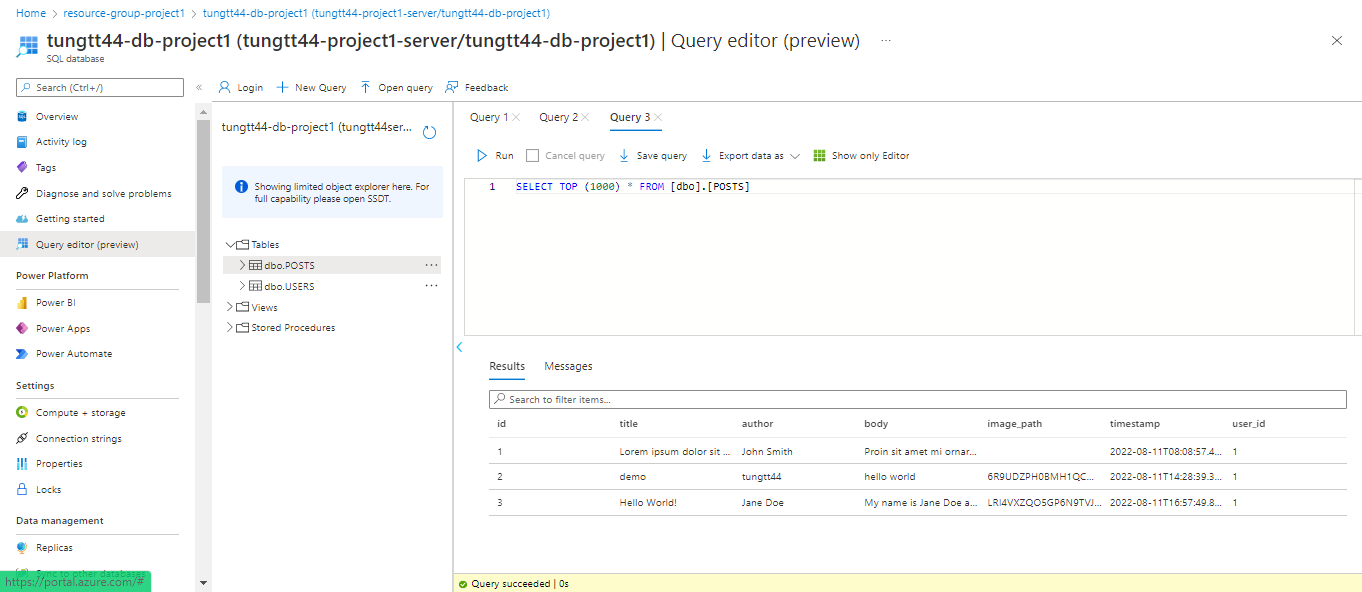 Home > resource-group-project1 > tungtt44-db-project1 (tungtt44-project1-server/tungtt44-db-project1)
tungtt44-db-project1 (tungtt44-project1-server/tungtt44-db-project1) | Query editor (preview) ...
SQL database
Search (Ctrl+/)
«
Overview
Activity log
Tags
Diagnose and solve problems
Getting started
Query editor (preview)
Power Platform
Power BI
Power Apps
Power Automate
Settings
Compute + storage
Connection strings
Properties
Locks
Data management
Replicas
Sync to other databases
https://portal.azure.com/#
Login New Query Open query Feedback
tungtt44-db-project1 (tungtt44ser...
Showing limited object explorer here. For
full capability please open SSDT.
Tables
dbo.POSTS ...
dbo.USERS ...
Views
Stored Procedures
Query 1 Query 2 Query 3
Run Cancel query Save query Export data as Show only Editor
1 SELECT TOP (1000) * FROM [dbo].[POSTS]
Results Messages
Search to filter items...
id title author body image_path timestamp user_id
1 Lorem ipsum dolor sit ... John Smith Proin sit amet mi ornar... 2022-08-11T08:08:57.4... 1
2 demo tungtt44 hello world 6R9UDZPH0BMH1QC... 2022-08-11T14:28:39.3... 1
3 Hello World! Jane Doe My name is Jane Doe a... LRI4VXZQO5GP6N9TVJ... 2022-08-11T16:57:49.8... 1
Query succeeded | 0s